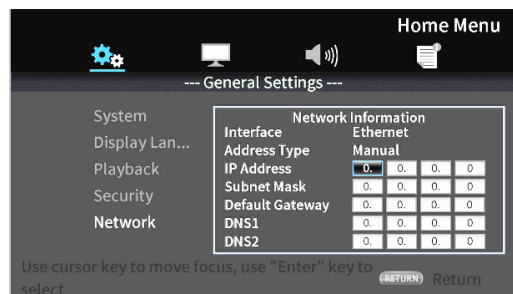 Home Menu
--- General Settings ---
System
Display Lan...
Playback
Security
Network
Network Information
Interface Ethernet
Address Type Manual
IP Address 0. 0. 0. 0
Subnet Mask 0. 0. 0. 0
Default Gateway 0. 0. 0. 0
DNS1 0. 0. 0. 0
DNS2 0. 0. 0. 0
Use cursor key to move focus, use "Enter" key to
select
RETURN Return